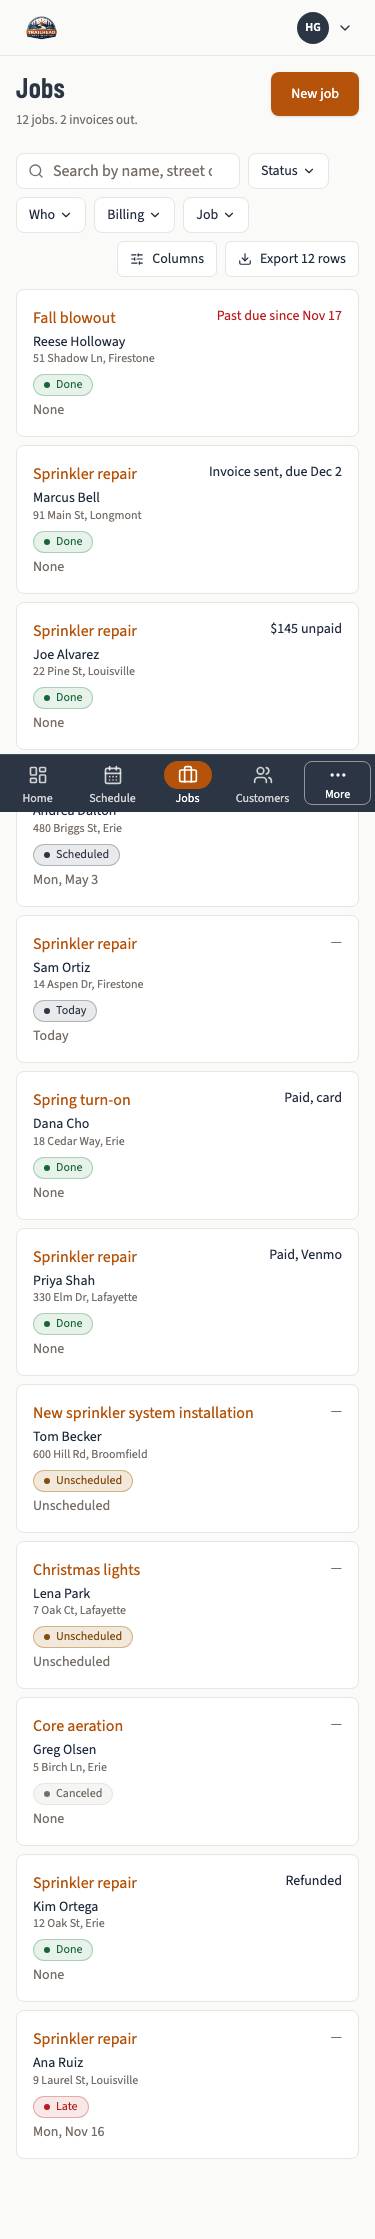 TRAILHEAD
HG
Jobs
New job
12 jobs. 2 invoices out.
Search by name, street
Status
Who
Billing
Job
Columns
Export 12 rows
Fall blowout
Past due since Nov 17
Reese Holloway
51 Shadow Ln, Firestone
Done
None
Sprinkler repair
Invoice sent, due Dec 2
Marcus Bell
91 Main St, Longmont
Done
None
Sprinkler repair
$145 unpaid
Joe Alvarez
22 Pine St, Louisville
Done
None
Home
Schedule
Jobs
Customers
More
Andrea Dalton
480 Briggs St, Erie
Scheduled
Mon, May 3
Sprinkler repair
—
Sam Ortiz
14 Aspen Dr, Firestone
Today
Today
Spring turn-on
Paid, card
Dana Cho
18 Cedar Way, Erie
Done
None
Sprinkler repair
Paid, Venmo
Priya Shah
330 Elm Dr, Lafayette
Done
None
New sprinkler system installation
—
Tom Becker
600 Hill Rd, Broomfield
Unscheduled
Unscheduled
Christmas lights
—
Lena Park
7 Oak Ct, Lafayette
Unscheduled
Unscheduled
Core aeration
—
Greg Olsen
5 Birch Ln, Erie
Canceled
None
Sprinkler repair
Refunded
Kim Ortega
12 Oak St, Erie
Done
None
Sprinkler repair
—
Ana Ruiz
9 Laurel St, Louisville
Late
Mon, Nov 16